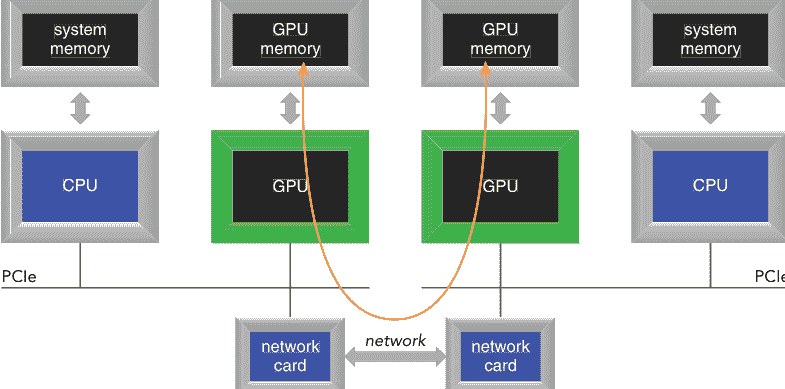 system
memory
GPU
memory
GPU
memory
system
memory
CPU
GPU
GPU
CPU
PCIe
PCIe
network
card
network
network
card